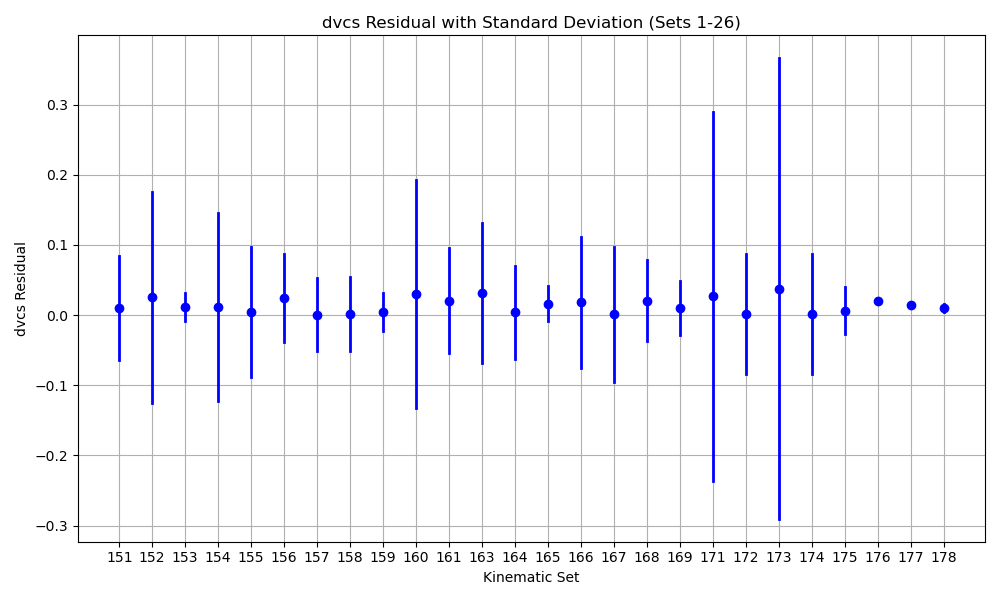 dvcs Residual with Standard Deviation (Sets 1-26)
dvcs Residual
0.3
0.2
0.1
0.0
−0.1
−0.2
−0.3
151 152 153 154 155 156 157 158 159 160 161 163 164 165 166 167 168 169 171 172 173 174 175 176 177 178
Kinematic Set